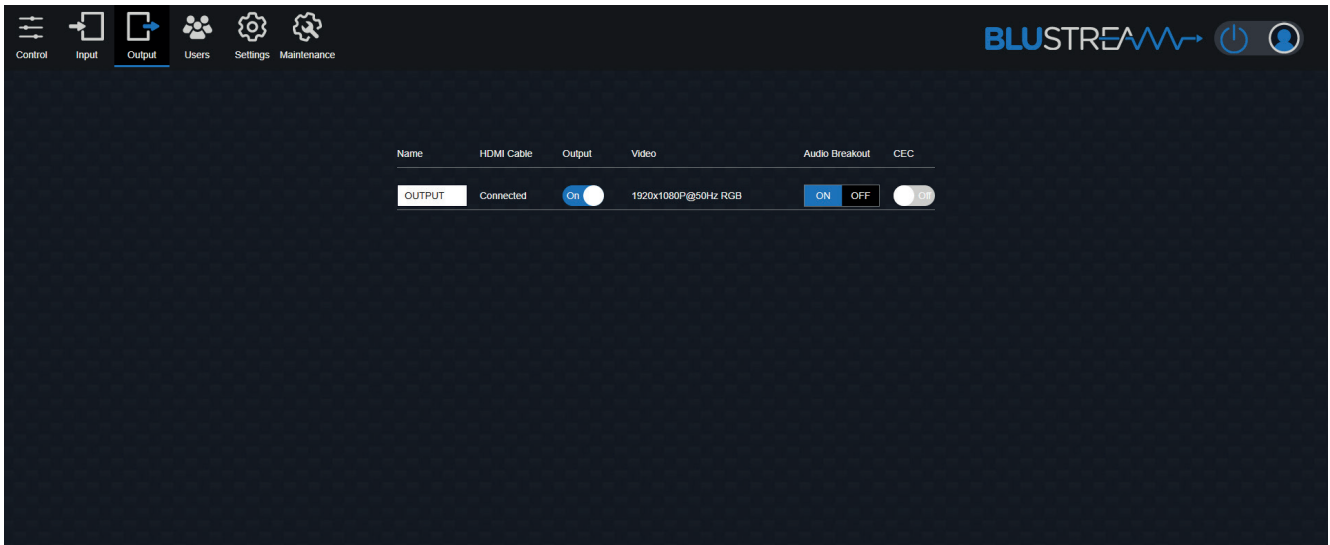 BLUSTREAM
Control Input Output Users Settings Maintenance
Name HDMI Cable Output Video Audio Breakout CEC
OUTPUT Connected On 1920x1080P@50Hz RGB ON OFF Off